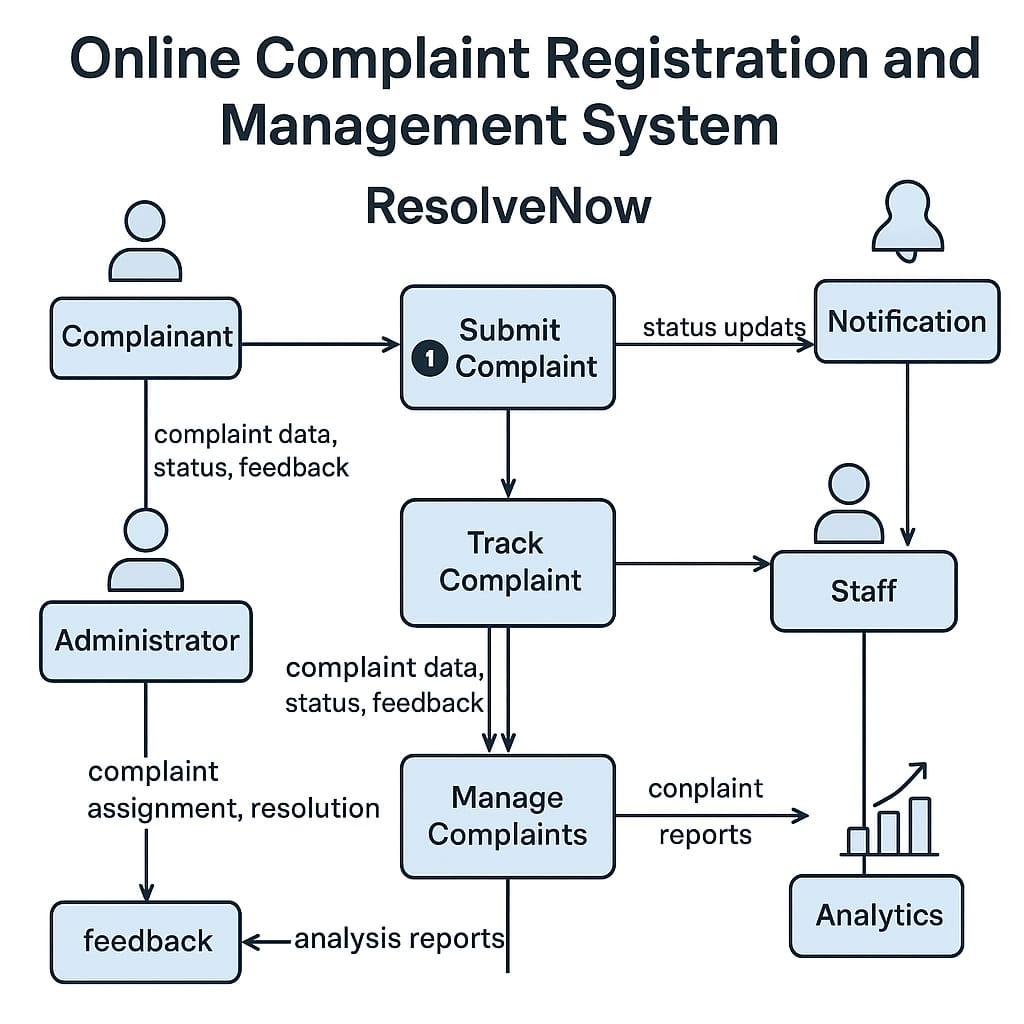 Online Complaint Registration and
Management System
ResolveNow
Complainant
1
Submit
Complaint
status updats
Notification
complaint data,
status, feedback
Track
Complaint
Staff
Administrator
complaint data,
status, feedback
complaint
assignment, resolution
Manage
Complaints
conplaint
reports
feedback
analysis reports
Analytics